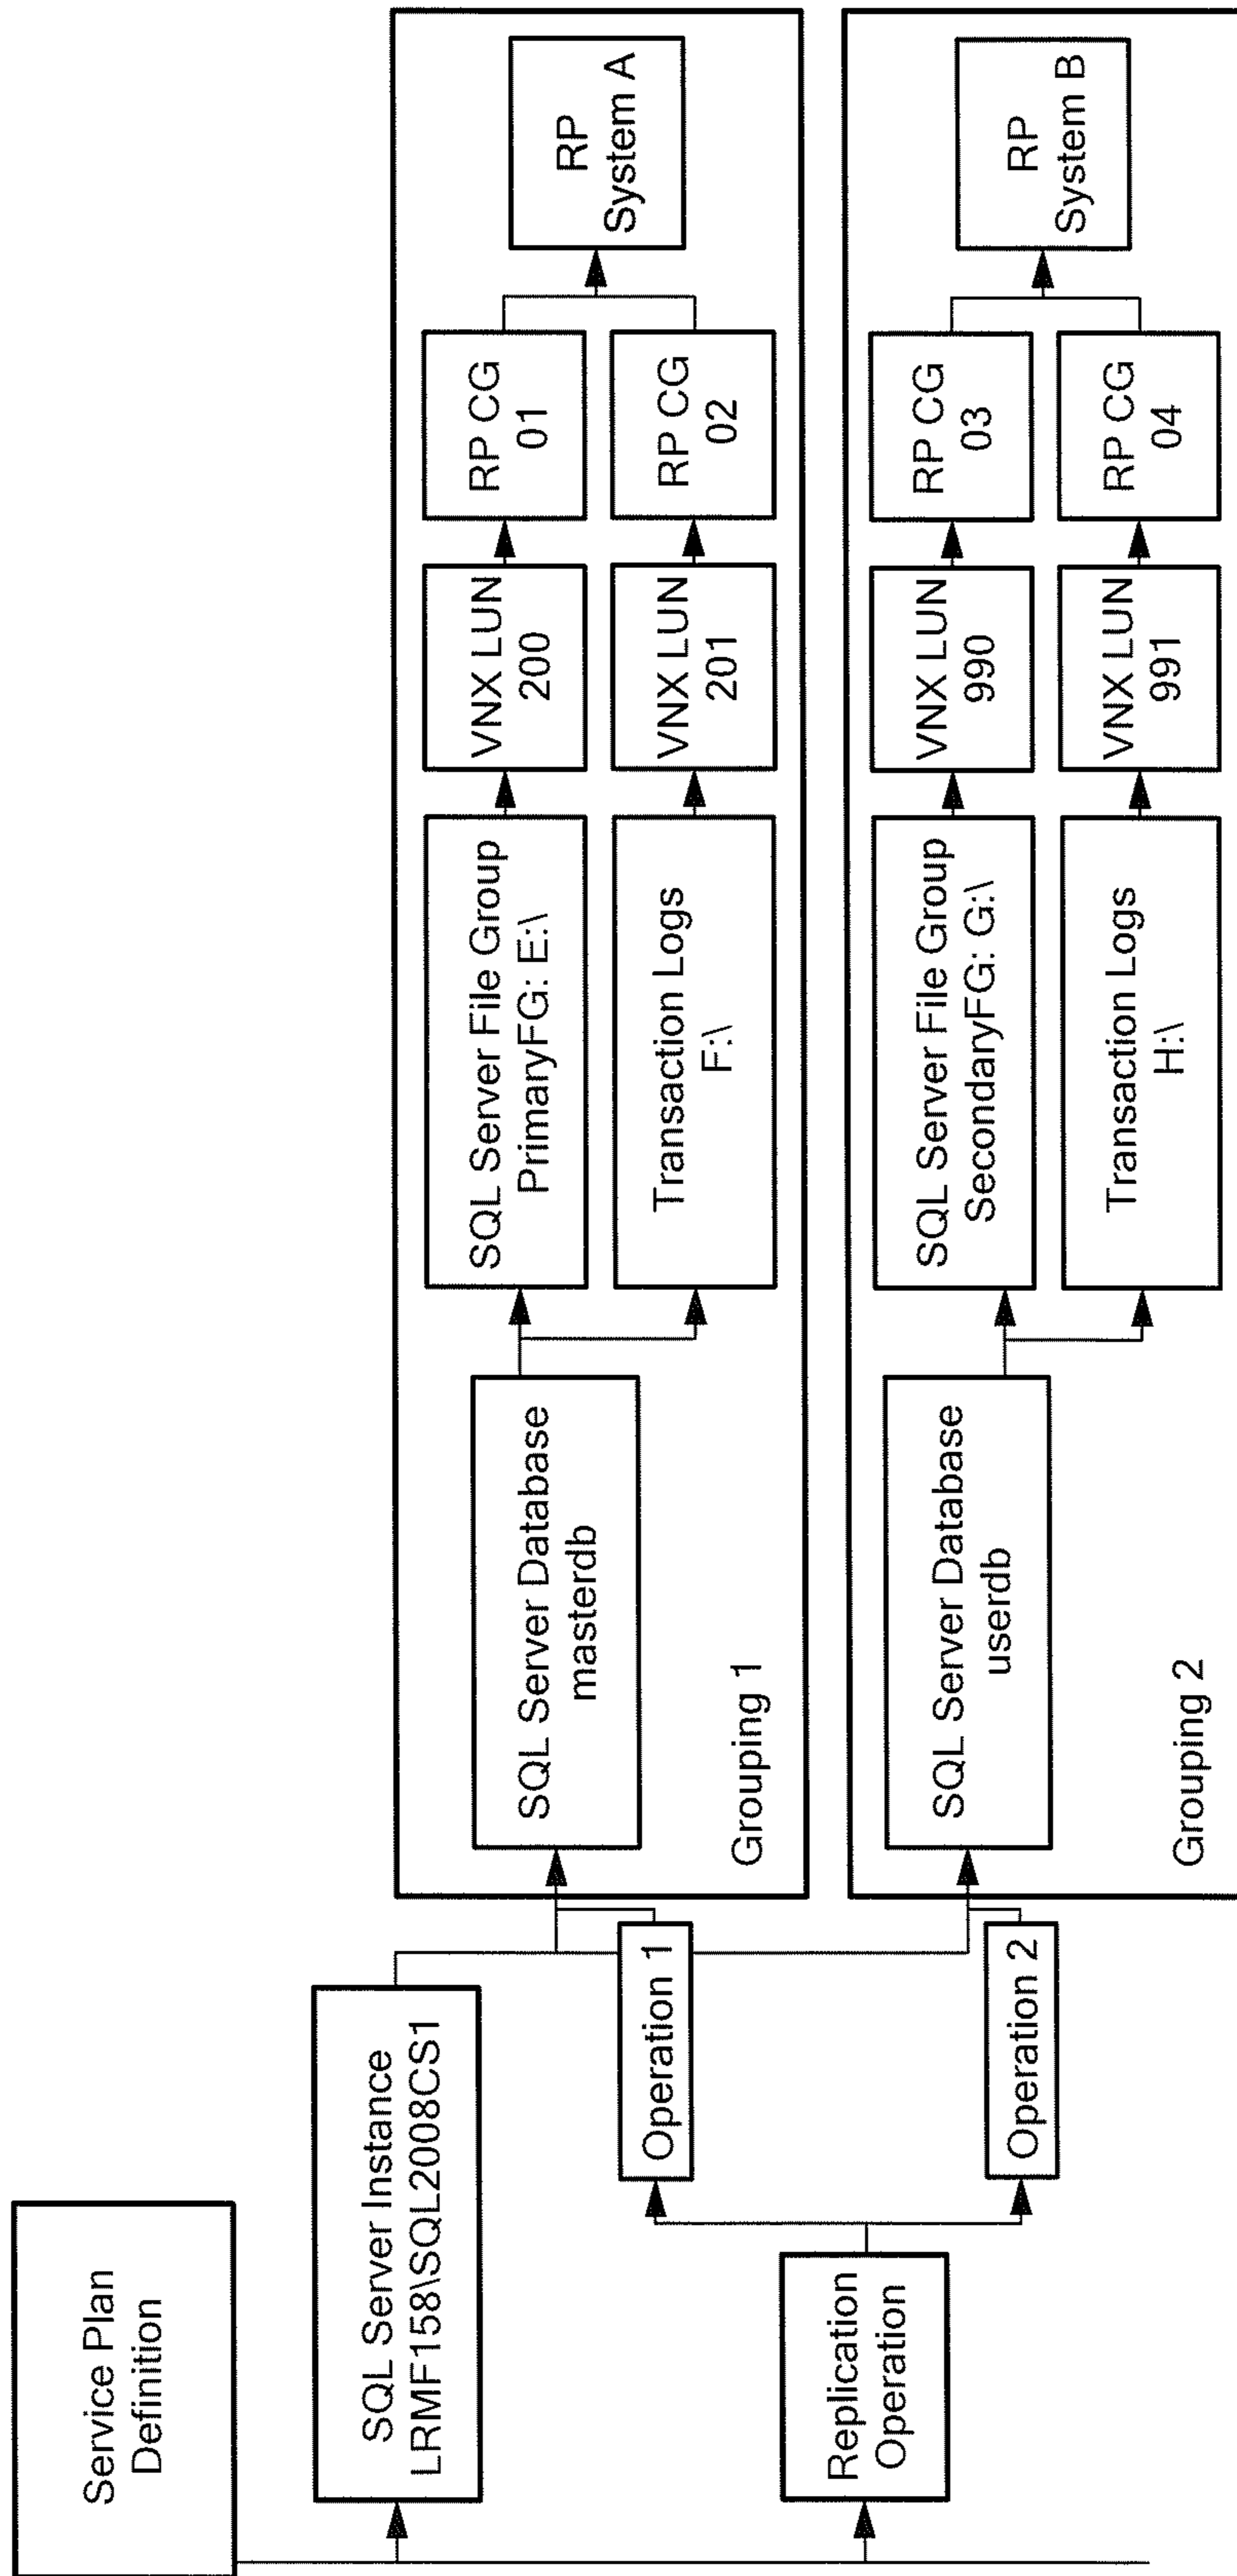 Service Plan
Definition
SQL Server Instance
LRMF158\SQL2008CS1
Replication
Operation
Operation 1
Operation 2
Grouping 1
SQL Server Database
masterdb
SQL Server File Group
PrimaryFG: E:\
Transaction Logs
F:\
VNX LUN
200
VNX LUN
201
RP CG
01
RP CG
02
RP
System A
Grouping 2
SQL Server Database
userdb
SQL Server File Group
SecondaryFG: G:\
Transaction Logs
H:\
VNX LUN
990
VNX LUN
991
RP CG
03
RP CG
04
RP
System B